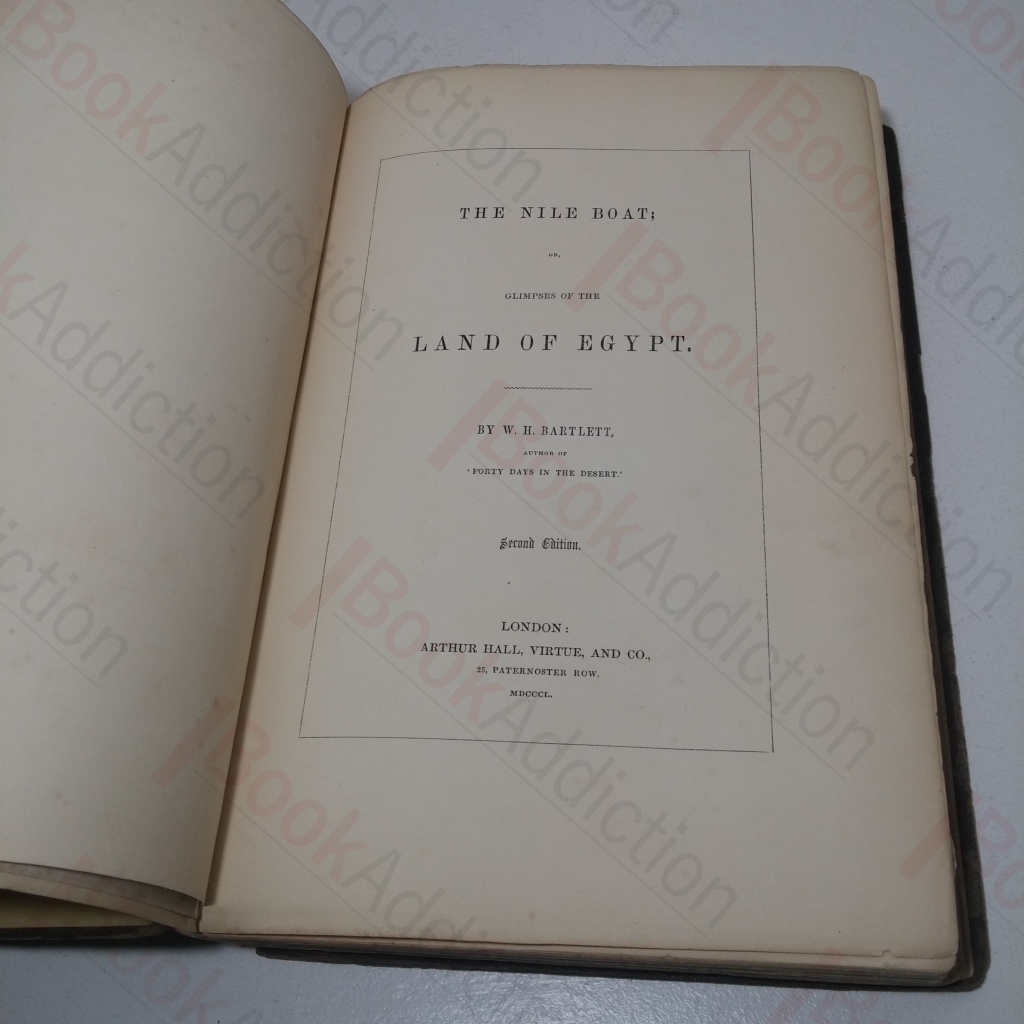 THE NILE BOAT;
OR,
GLIMPSES OF THE
LAND OF EGYPT.
BY W. H. BARTLETT,
AUTHOR OF
'FORTY DAYS IN THE DESERT.'
Second Edition.
LONDON:
ARTHUR HALL, VIRTUE, AND CO.,
25, PATERNOSTER ROW.
MDCCCL.
BookAddiction